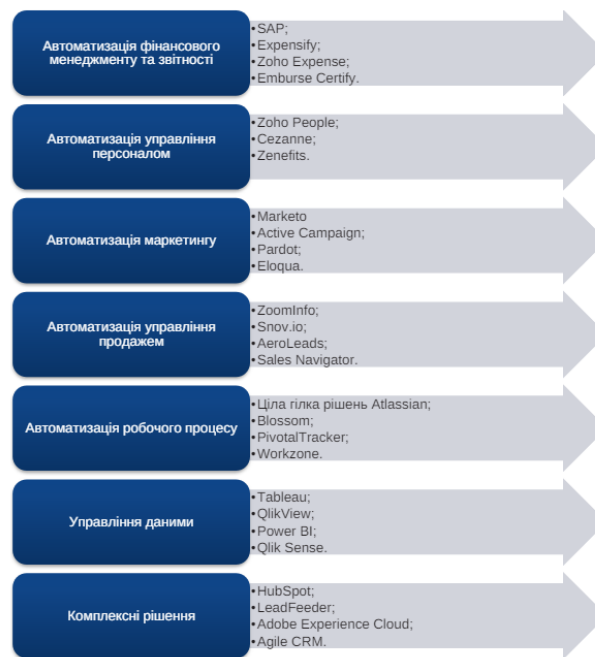 Автоматизація фінансового
менеджменту та звітності
•SAP;
•Expensify;
•Zoho Expense;
•Emburse Certify.
Автоматизація управління
персоналом
•Zoho People;
•Cezanne;
•Zenefits.
Автоматизація маркетингу
•Marketo
•Active Campaign;
•Pardot;
•Eloqua.
Автоматизація управління
продажем
•ZoomInfo;
•Snov.io;
•AeroLeads;
•Sales Navigator.
Автоматизація робочого процесу
•Ціла гілка рішень Atlassian;
•Blossom;
•PivotalTracker;
•Workzone.
Управління даними
•Tableau;
•QlikView;
•Power BI;
•Qlik Sense.
Комплексні рішення
•HubSpot;
•LeadFeeder;
•Adobe Experience Cloud;
•Agile CRM.